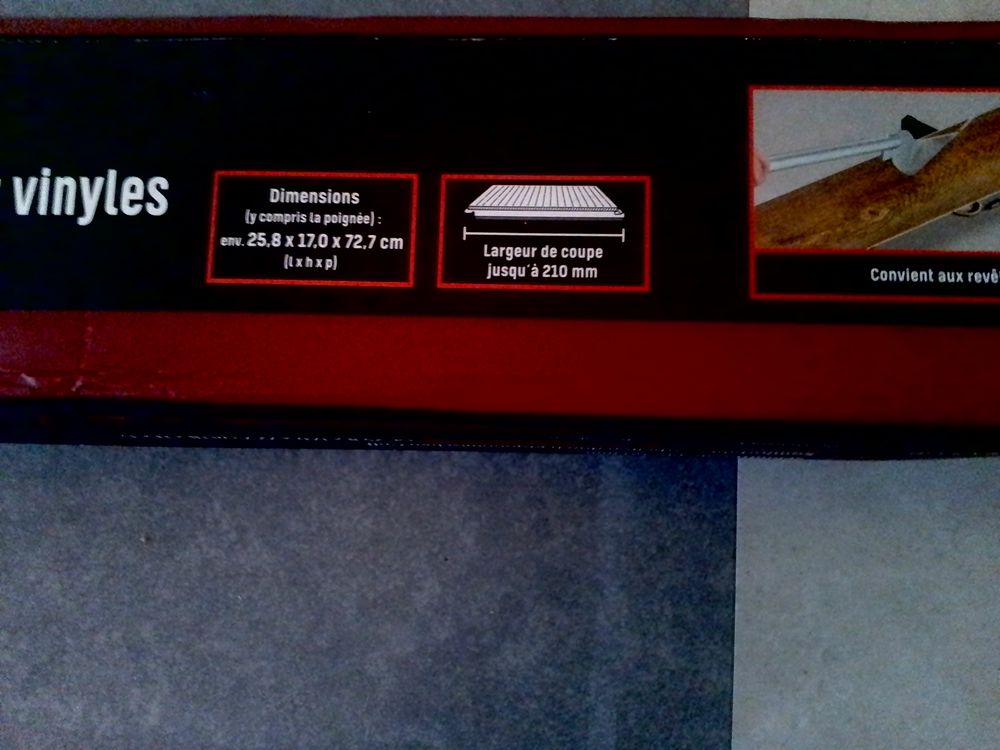 vinyles
Dimensions
(y compris la poignée) :
env. 25,8 x 17,0 x 72,7 cm
(l x h x p)
Largeur de coupe
jusqu'à 210 mm
Convient aux